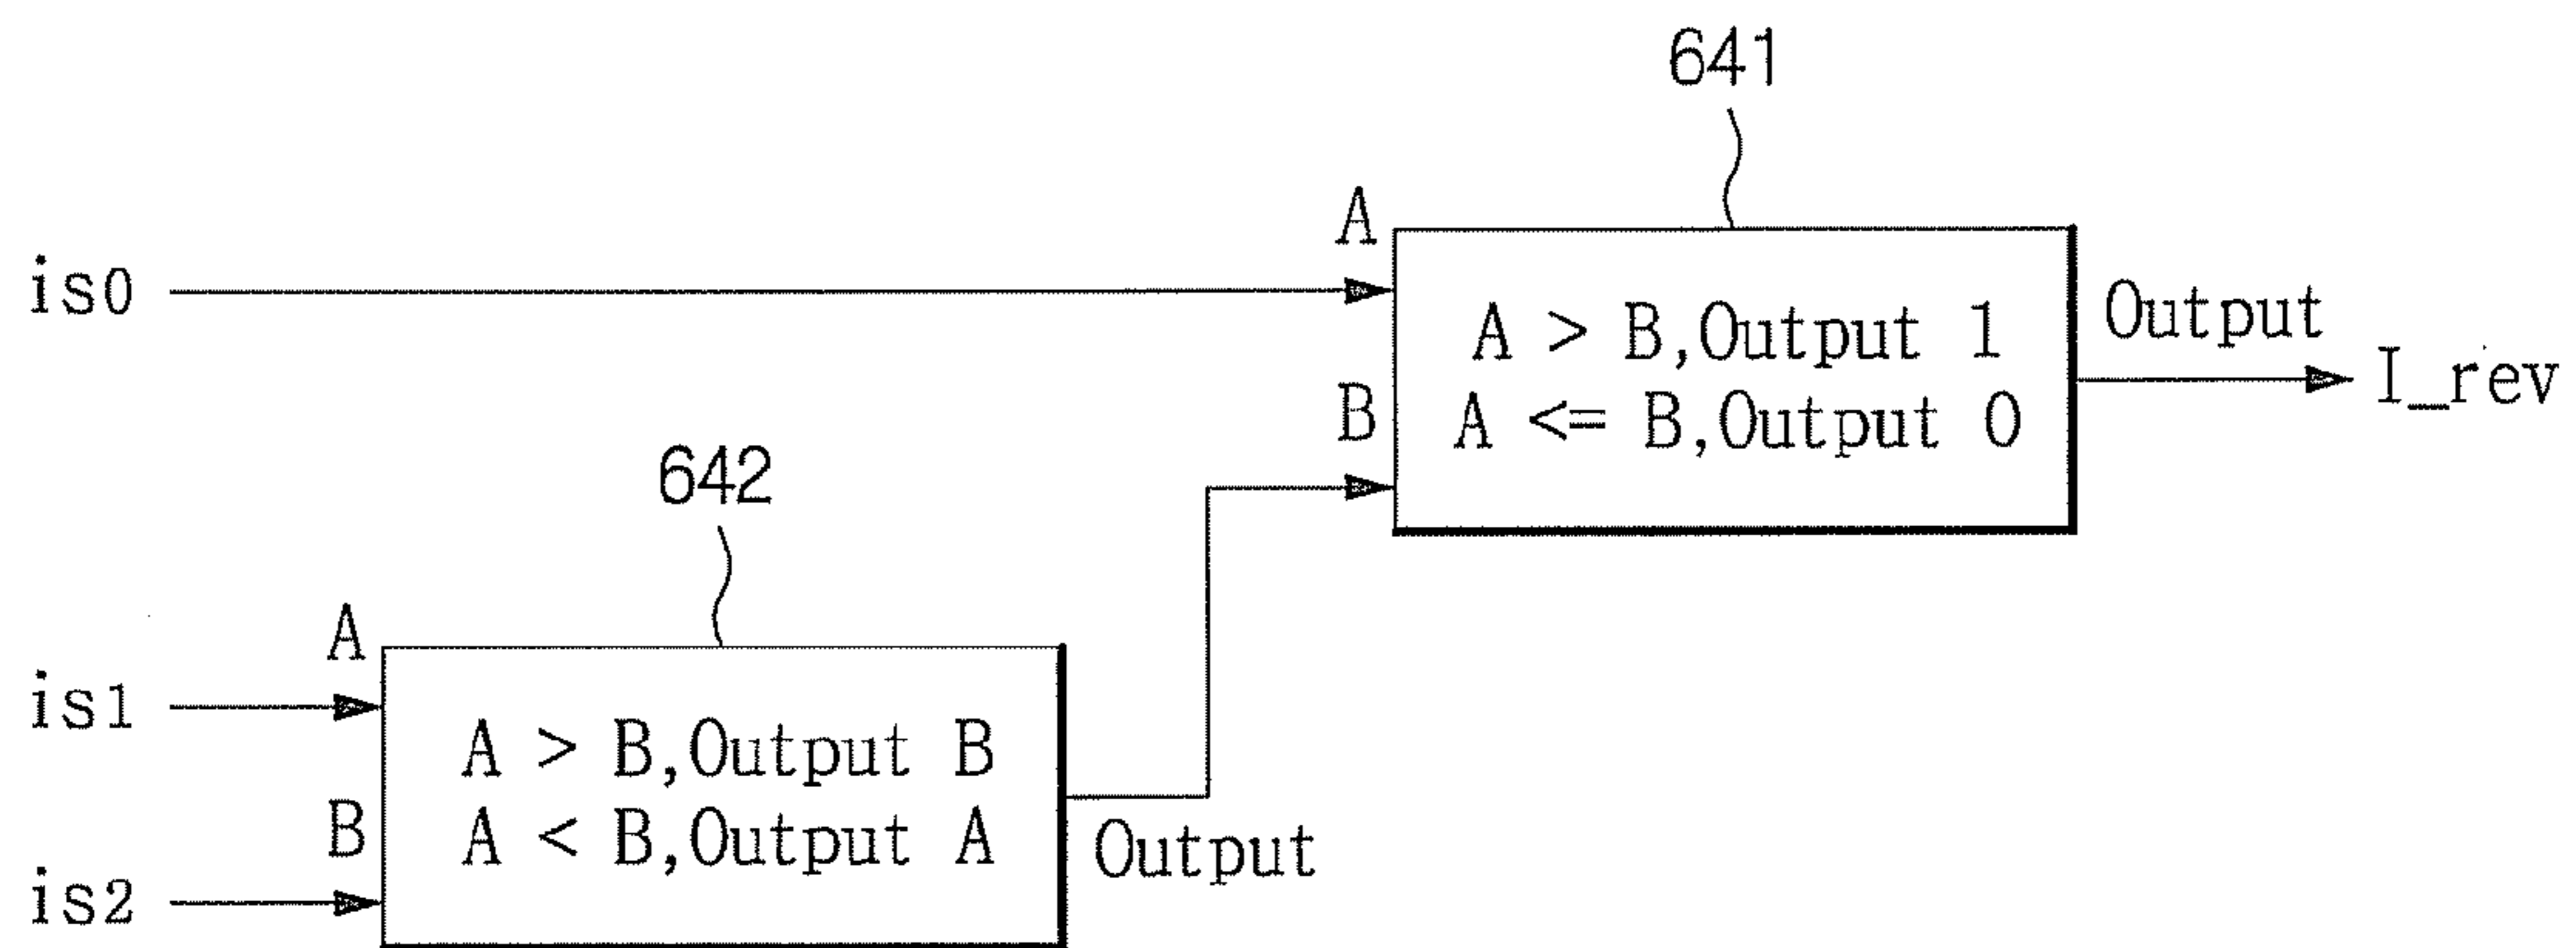 641
A
is0
A > B,Output 1
Output
I_rev
B
A <= B,Output 0
642
A
is1
A > B,Output B
B
A < B,Output A
Output
is2